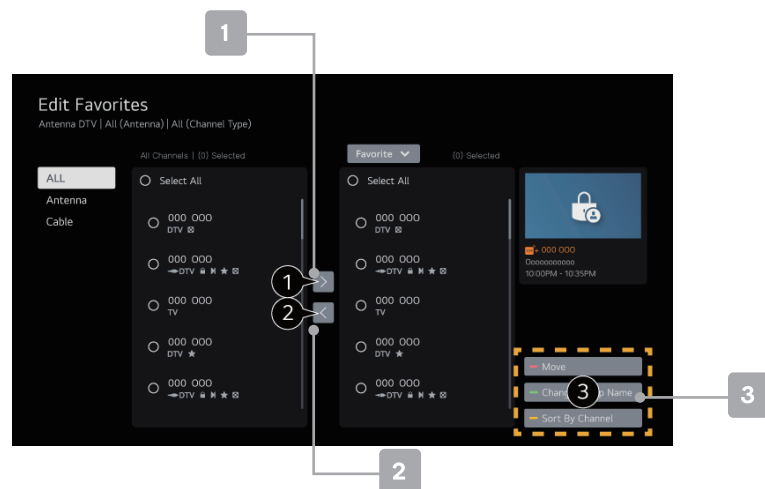 1
Edit Favorites
Antenna DTV | All (Antenna) | All (Channel Type)
All Channels | (0) Selected
Favorite
(0) Selected
ALL
Antenna
Cable
Select All
000 000
DTV
000 000
DTV
000 000
TV
000 000
DTV
000 000
DTV
1
>
2
<
Select All
000 000
DTV
000 000
DTV
000 000
TV
000 000
DTV
000 000
DTV
000 000
Ooooooooooo
10:00PM - 10:35PM
Move
3
Name
Sort By Channel
3
2